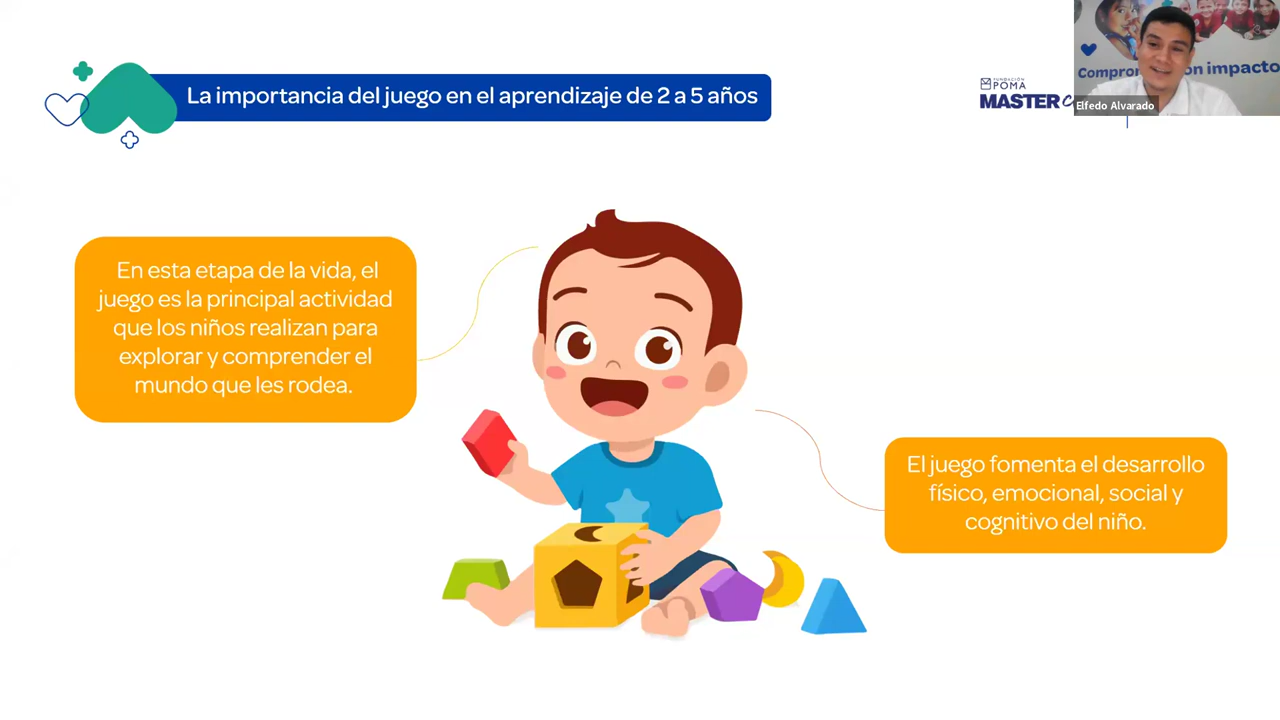 La importancia del juego en el aprendizaje de 2 a 5 años
FUNDACIÓN
POMA
MASTER
Compro on impacto
Elfedo Alvarado
En esta etapa de la vida, el
juego es la principal actividad
que los niños realizan para
explorar y comprender el
mundo que les rodea.
El juego fomenta el desarrollo
físico, emocional, social y
cognitivo del niño.